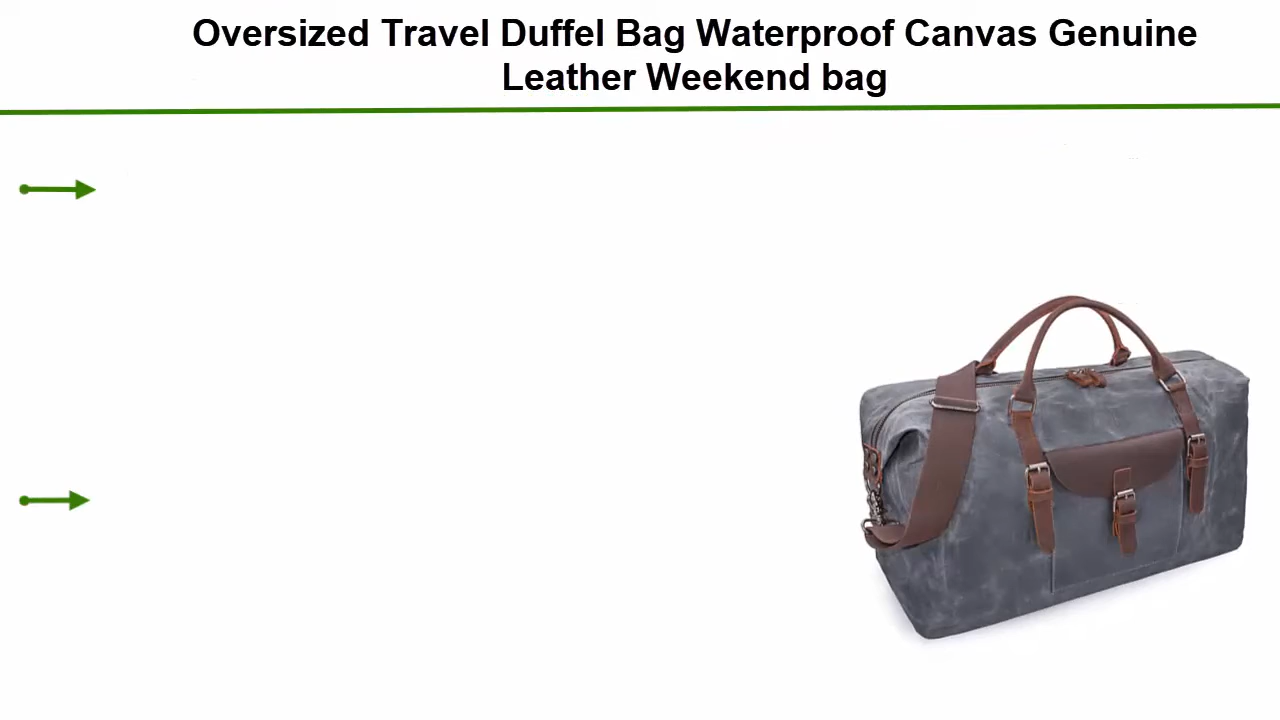 Oversized Travel Duffel Bag Waterproof Canvas Genuine
Leather Weekend bag